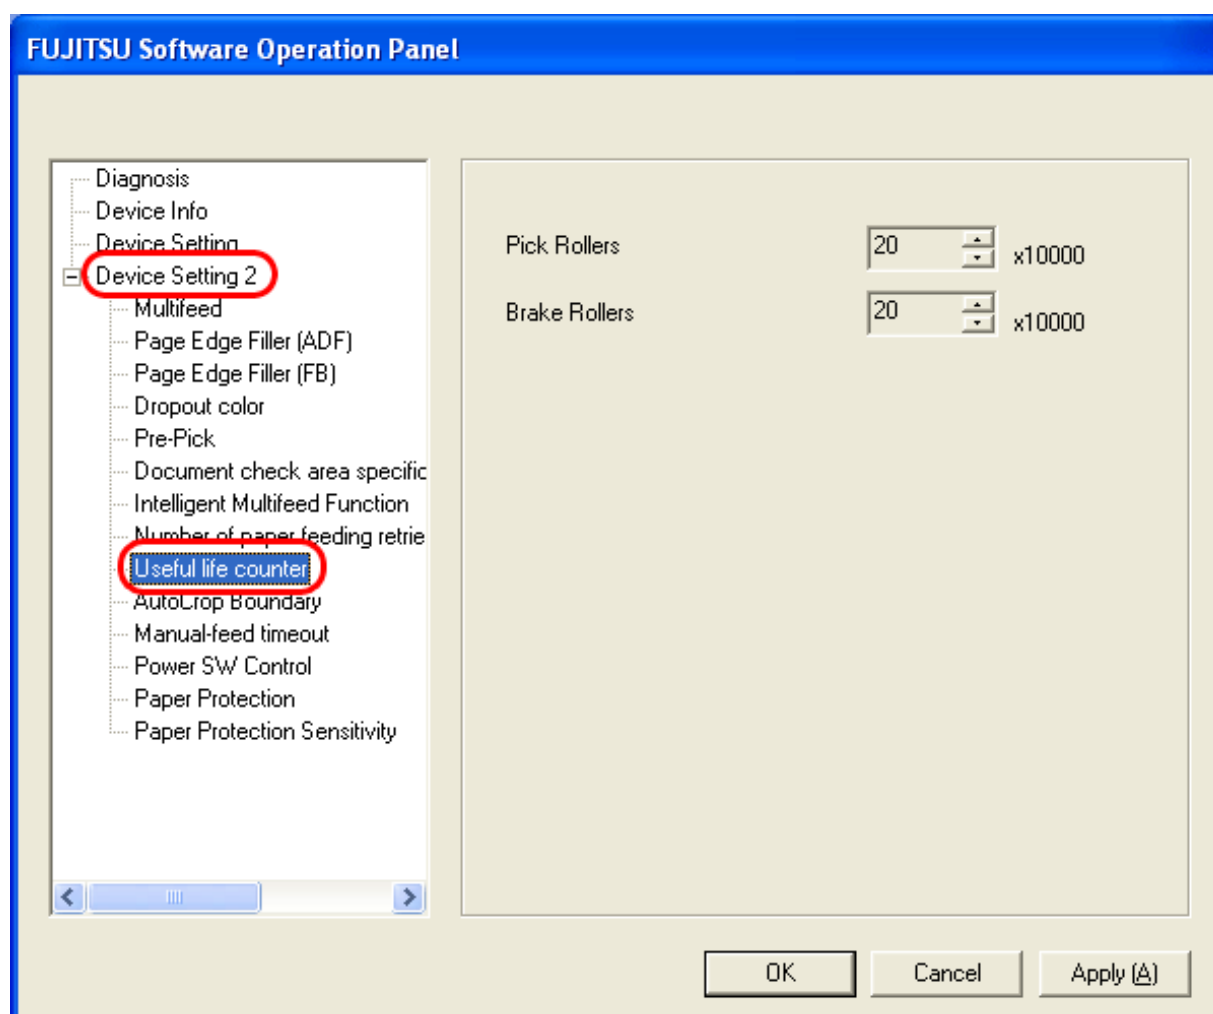 FUJITSU Software Operation Panel
Diagnosis
Device Info
Device Setting
Device Setting 2
Multifeed
Page Edge Filler (ADF)
Page Edge Filler (FB)
Dropout color
Pre-Pick
Document check area specific
Intelligent Multifeed Function
Number of paper feeding retrie
Useful life counter
AutoCrop Boundary
Manual-feed timeout
Power SW Control
Paper Protection
Paper Protection Sensitivity
Pick Rollers 20 x10000
Brake Rollers 20 x10000
OK Cancel Apply (A)